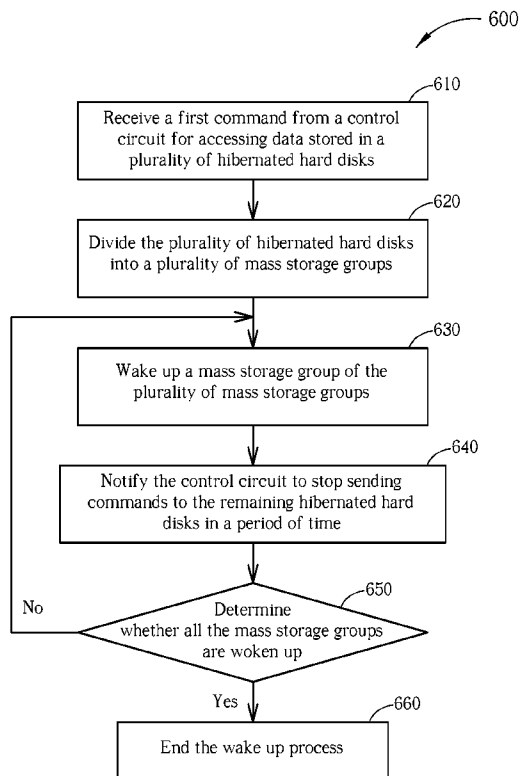 600
610
Receive a first command from a control
circuit for accessing data stored in a
plurality of hibernated hard disks
620
Divide the plurality of hibernated hard disks
into a plurality of mass storage groups
630
Wake up a mass storage group of the
plurality of mass storage groups
640
Notify the control circuit to stop sending
commands to the remaining hibernated hard
disks in a period of time
650
Determine
whether all the mass storage groups
are woken up
No
Yes
660
End the wake up process